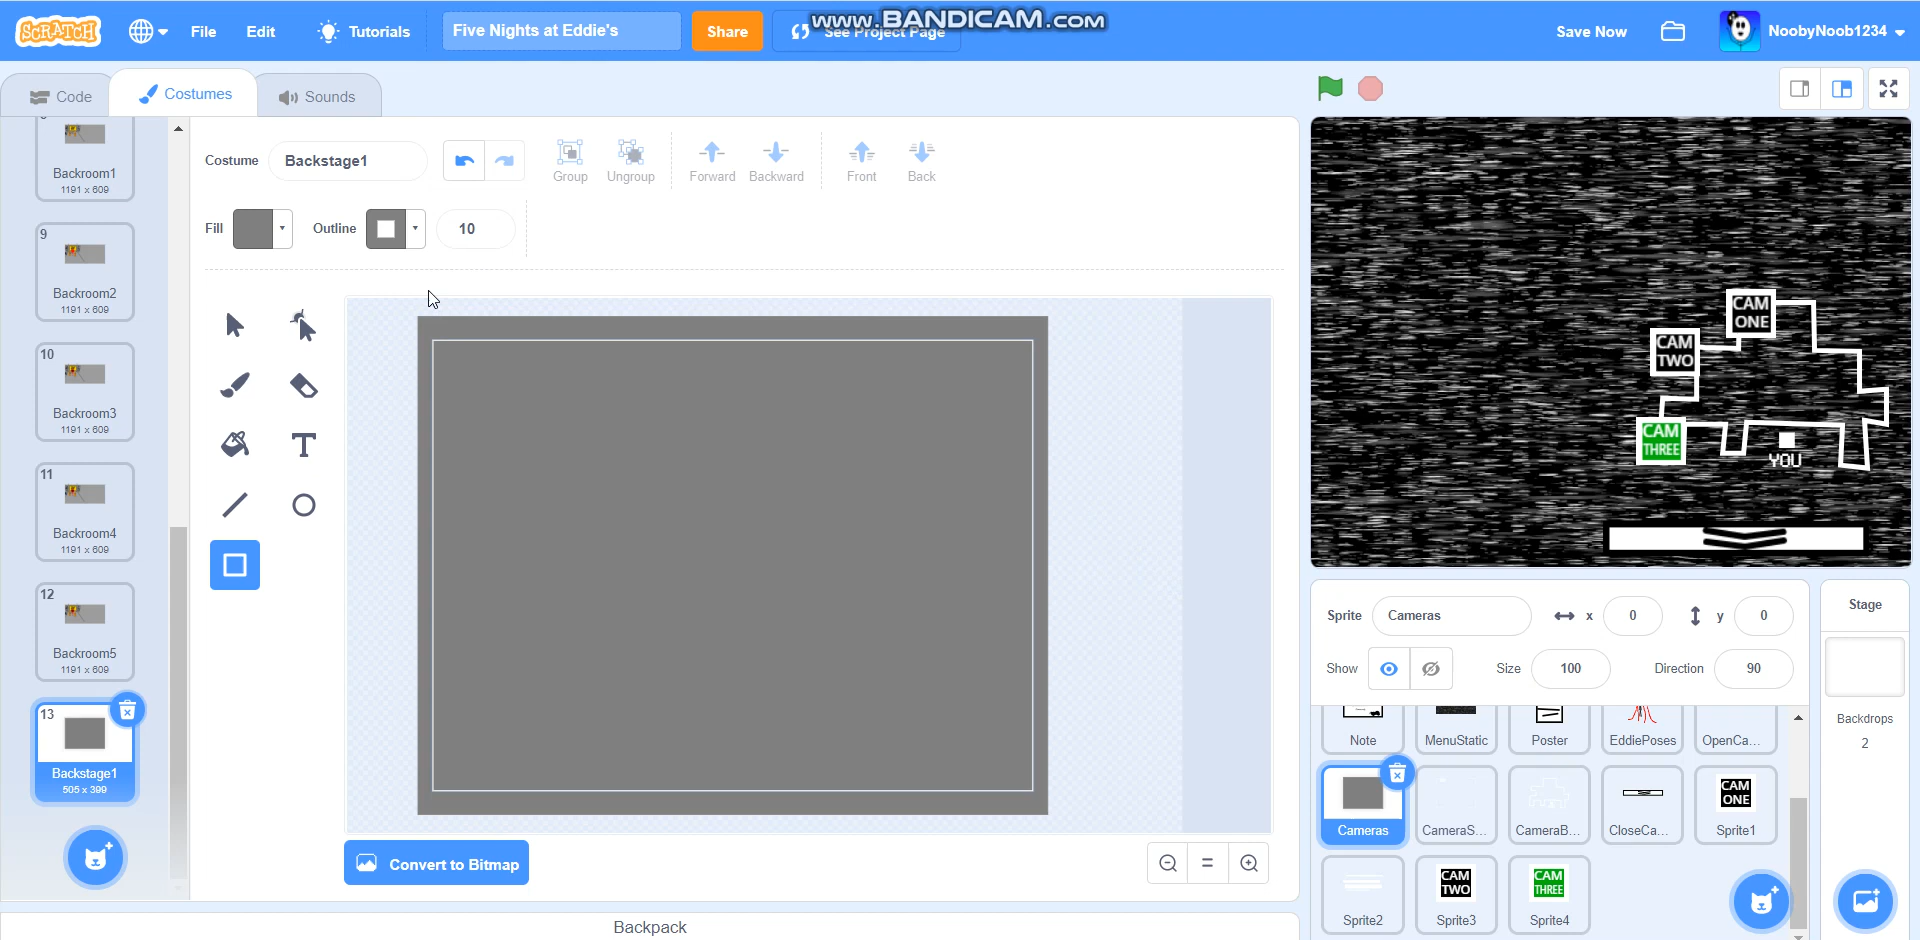 SCRATCH
File
Edit
Tutorials
Five Nights at Eddie's
Share
See Project Page
www.BANDICAM.com
Save Now
NoobyNoob1234
Code
Costumes
Sounds
Backroom1
1191 x 609
9
Backroom2
1191 x 609
10
Backroom3
1191 x 609
11
Backroom4
1191 x 609
12
Backroom5
1191 x 609
13
Backstage1
505 x 399
Costume
Backstage1
Group
Ungroup
Forward
Backward
Front
Back
Fill
Outline
10
T
Convert to Bitmap
Backpack
CAM
ONE
CAM
TWO
CAM
THREE
YOU
Sprite
Cameras
x
0
y
0
Show
Size
100
Direction
90
Stage
Backdrops
2
Note
MenuStatic
Poster
EddiePoses
OpenCa...
Cameras
CameraS...
CameraB...
CloseCa...
CAM
ONE
Sprite1
Sprite2
CAM
TWO
Sprite3
CAM
THREE
Sprite4